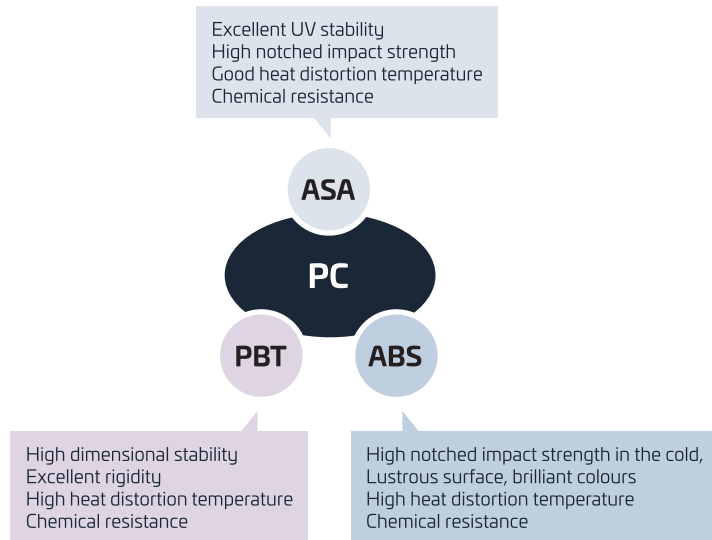 Excellent UV stability
High notched impact strength
Good heat distortion temperature
Chemical resistance
ASA
PC
PBT
ABS
High dimensional stability
Excellent rigidity
High heat distortion temperature
Chemical resistance
High notched impact strength in the cold,
Lustrous surface, brilliant colours
High heat distortion temperature
Chemical resistance